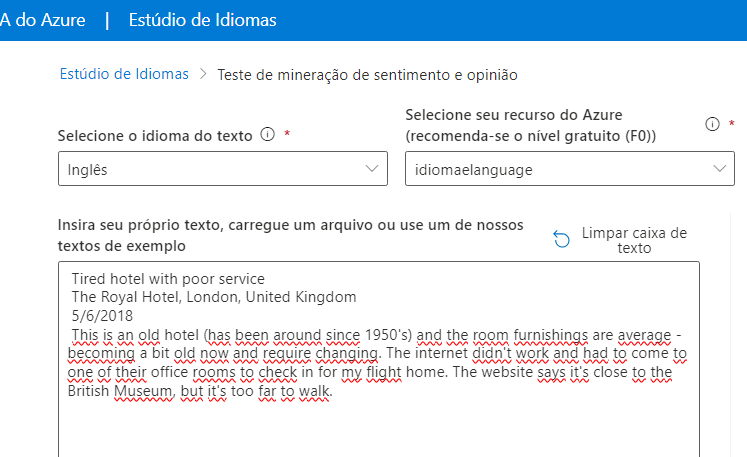 A do Azure | Estúdio de Idiomas
Estúdio de Idiomas > Teste de mineração de sentimento e opinião
Selecione o idioma do texto *
Inglês
Selecione seu recurso do Azure
(recomenda-se o nível gratuito (F0)) *
idiomaelanguage
Insira seu próprio texto, carregue um arquivo ou use um de nossos
textos de exemplo
Limpar caixa de
texto
Tired hotel with poor service
The Royal Hotel, London, United Kingdom
5/6/2018
This is an old hotel (has been around since 1950's) and the room furnishings are average -
becoming a bit old now and require changing. The internet didn't work and had to come to
one of their office rooms to check in for my flight home. The website says it's close to the
British Museum, but it's too far to walk.